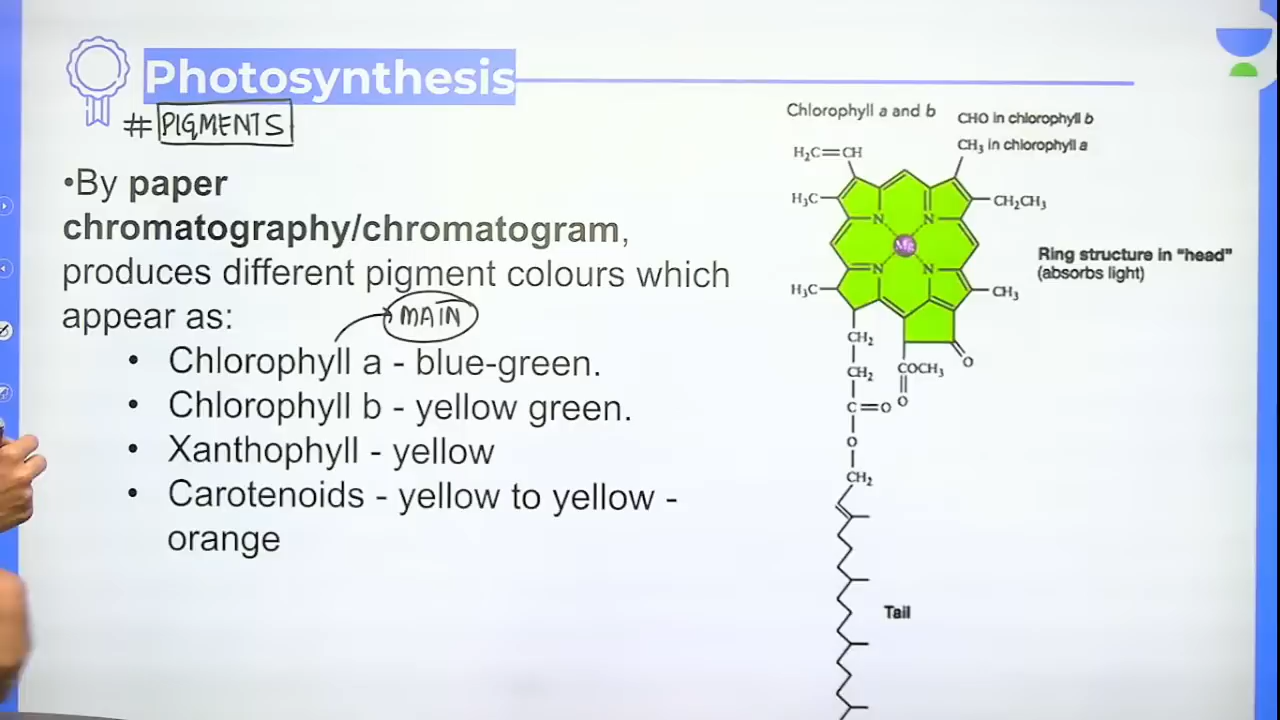 Photosynthesis
# PIGMENTS
•By paper
chromatography/chromatogram,
produces different pigment colours which
appear as:
MAIN
• Chlorophyll a - blue-green.
• Chlorophyll b - yellow green.
• Xanthophyll - yellow
• Carotenoids - yellow to yellow -
orange
Chlorophyll a and b
CHO in chlorophyll b
CH₃ in chlorophyll a
H₂C=CH
H₃C
CH₂CH₃
N N
Mg
N N
H₃C
CH₃
Ring structure in "head"
(absorbs light)
CH₂
O
CH₂
COCH₃
O
C=O
O
CH₂
Tail